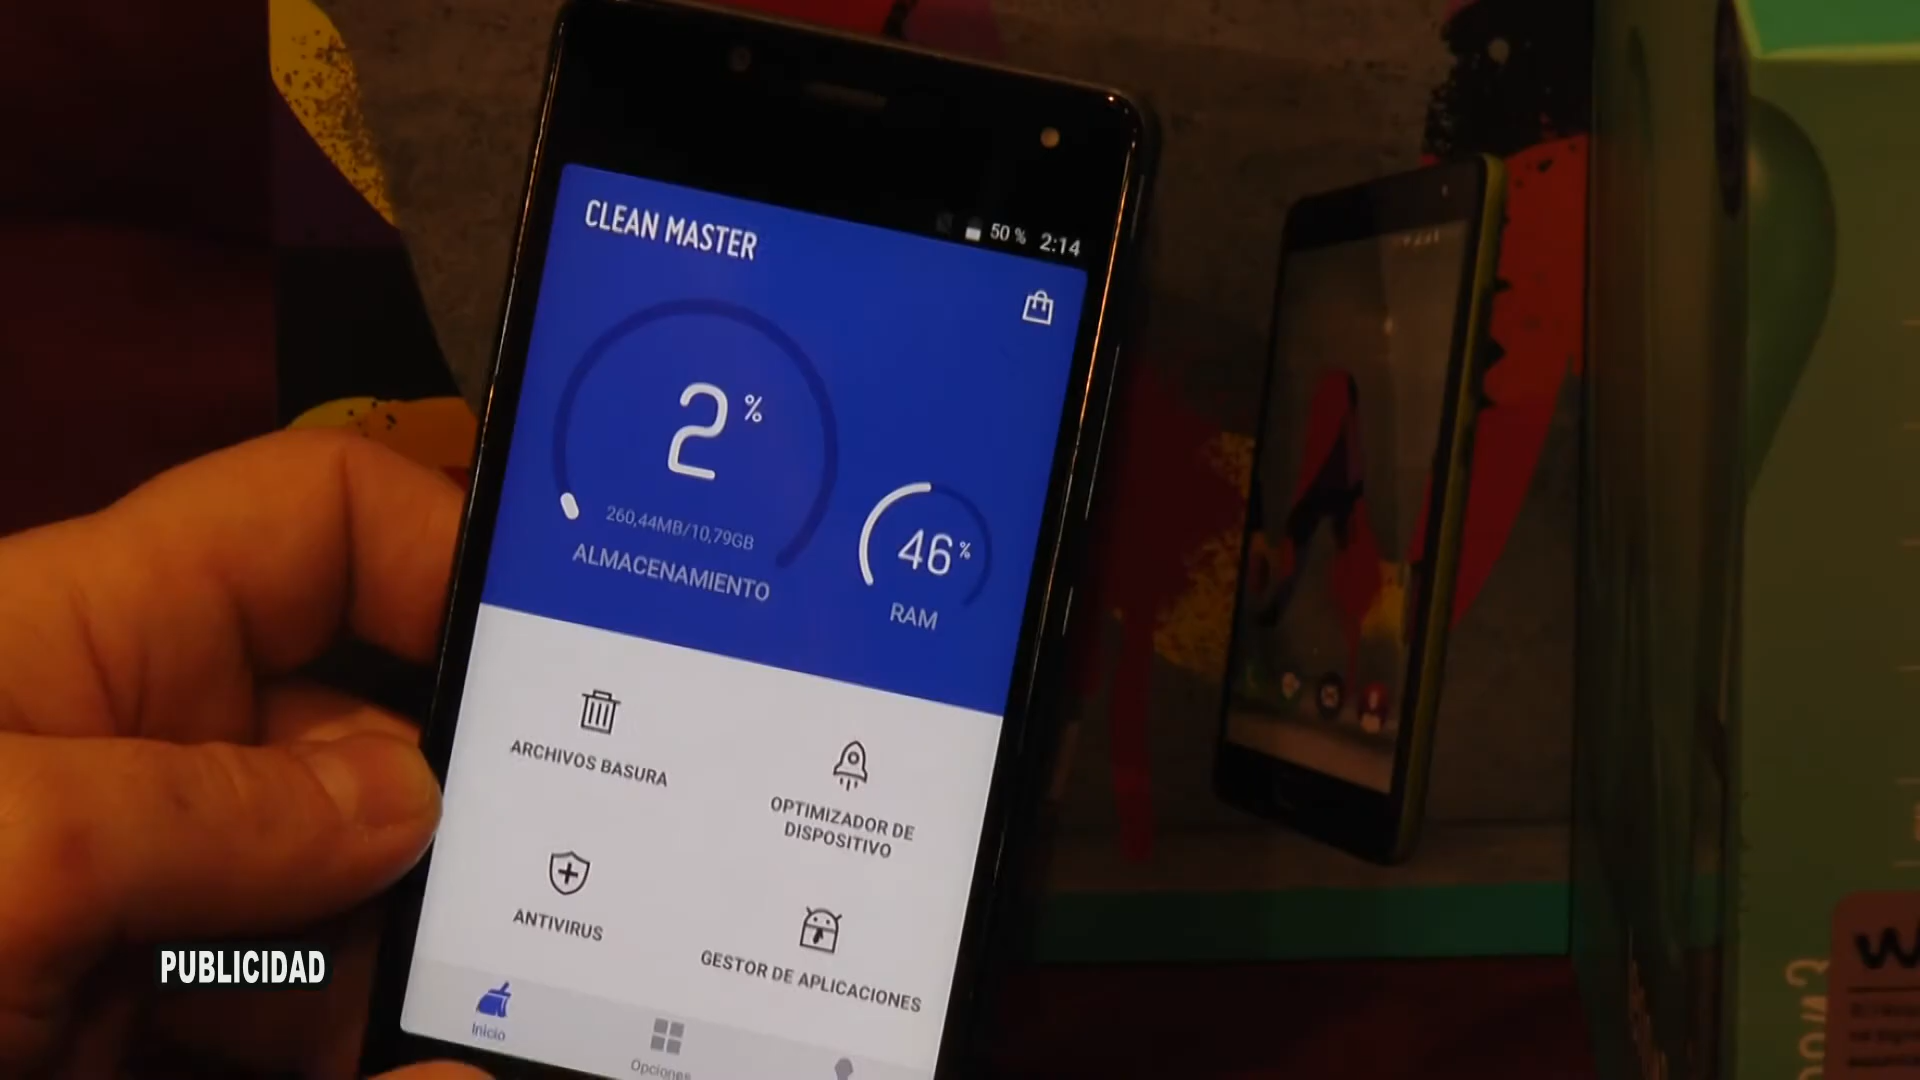 CLEAN MASTER
50 % 2:14
2 %
260,44MB/10,79GB
ALMACENAMIENTO
46 %
RAM
ARCHIVOS BASURA
OPTIMIZADOR DE
DISPOSITIVO
ANTIVIRUS
GESTOR DE APLICACIONES
Inicio
Opciones
PUBLICIDAD